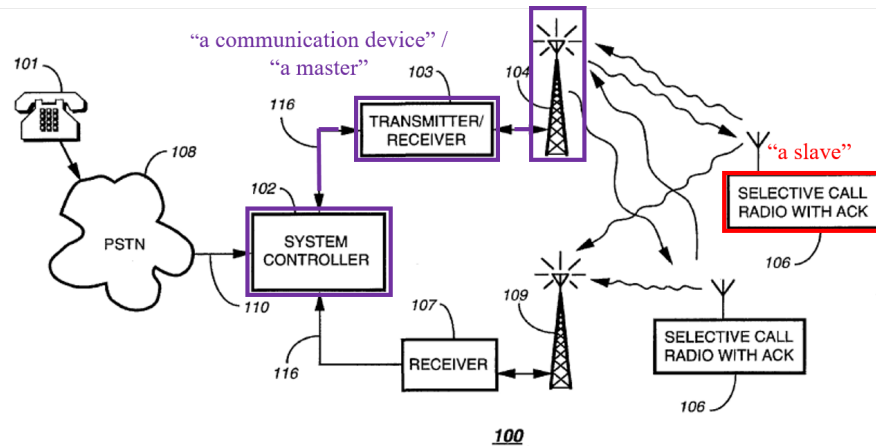 “a communication device” /
“a master”
101
103
104
TRANSMITTER/
RECEIVER
116
“a slave”
108
102
SELECTIVE CALL
RADIO WITH ACK
PSTN
SYSTEM
CONTROLLER
106
110
107
109
116
RECEIVER
SELECTIVE CALL
RADIO WITH ACK
106
100